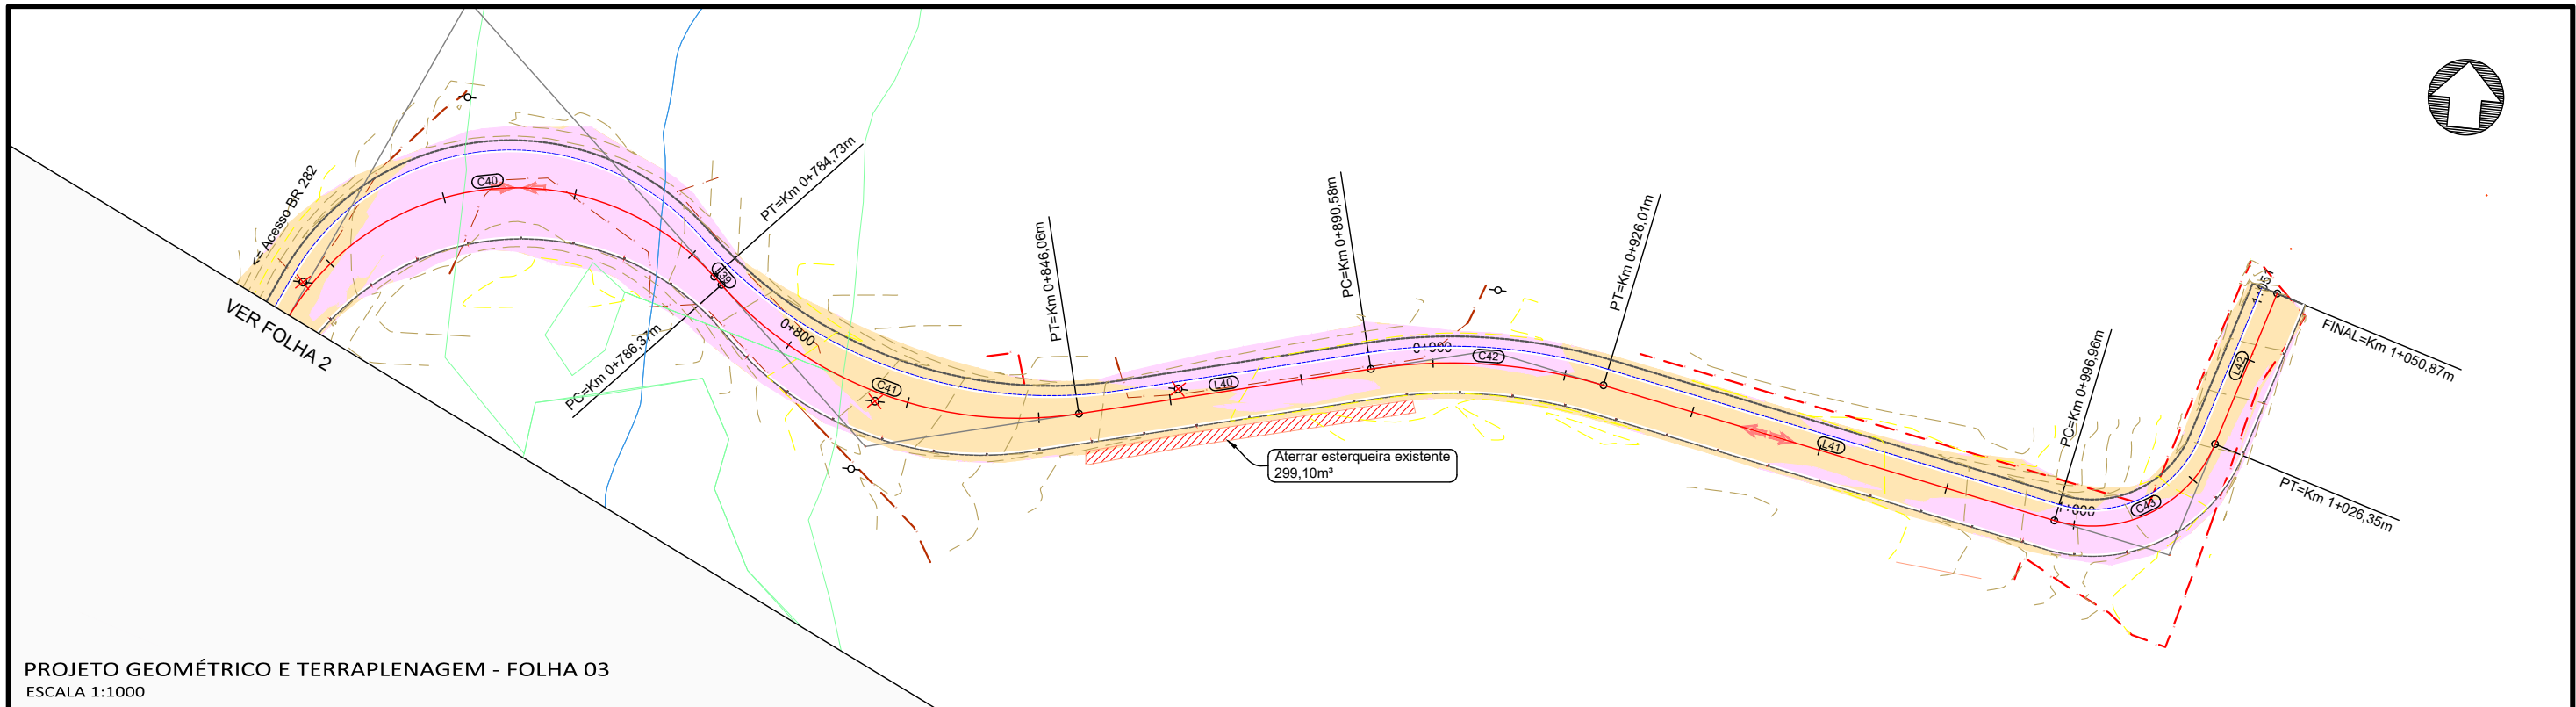 <= Acesso BR 282
VER FOLHA 2
C40
L39
PT=Km 0+784,73m
PC=Km 0+786,37m
0+800
C41
PT=Km 0+846,06m
L40
PC=Km 0+890,58m
0+900
C42
PT=Km 0+926,01m
Aterrar esterqueira existente
299,10m³
L41
PC=Km 0+996,96m
C43
L42
FINAL=Km 1+050,87m
PT=Km 1+026,35m
PROJETO GEOMÉTRICO E TERRAPLENAGEM - FOLHA 03
ESCALA 1:1000